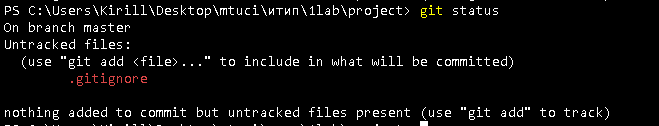 PS C:\Users\Kirill\Desktop\mtuci\итип\1lab\project> git status
On branch master
Untracked files:
  (use "git add <file>..." to include in what will be committed)
        .gitignore

nothing added to commit but untracked files present (use "git add" to track)